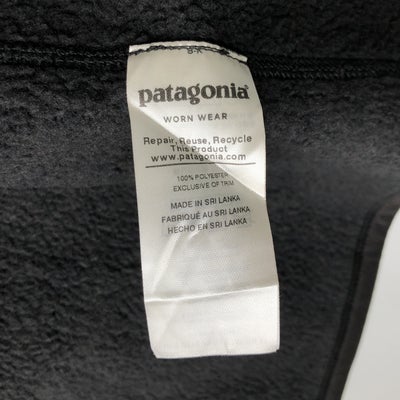 patagonia®
WORN WEAR
Repair, Reuse, Recycle
This Product
www.patagonia.com
100% POLYESTER
EXCLUSIVE OF TRIM
MADE IN SRI LANKA
FABRIQUÉ AU SRI LANKA
HECHO EN SRI LANKA